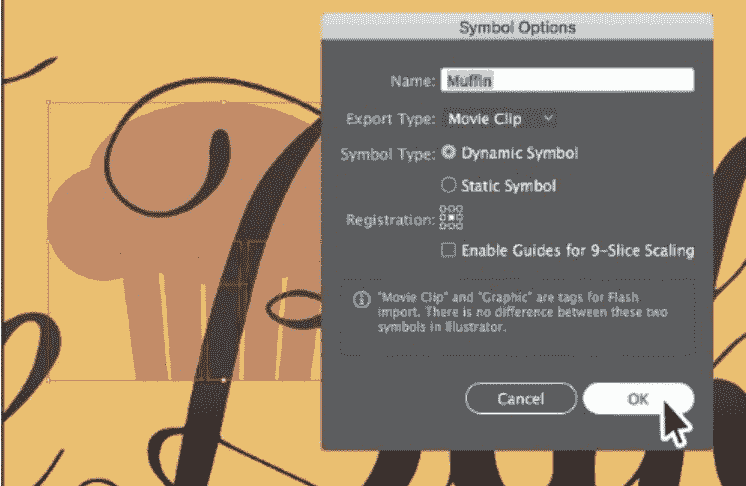 Symbol Options
Name: Muffin
Export Type: Movie Clip
Symbol Type: Dynamic Symbol
Static Symbol
Registration:
Enable Guides for 9-Slice Scaling
"Movie Clip" and "Graphic" are tags for Flash
import. There is no difference between these two
symbols in Illustrator.
Cancel OK